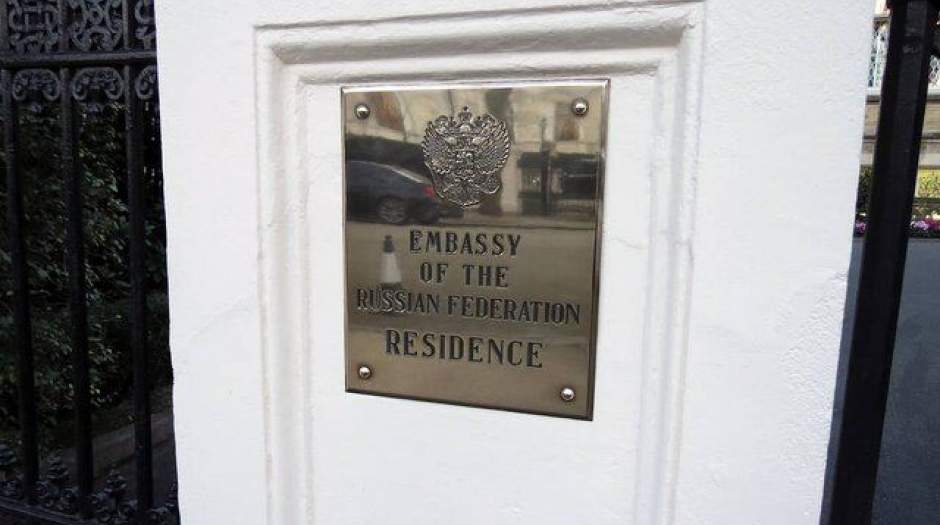 EMBASSY
OF THE
RUSSIAN FEDERATION
RESIDENCE